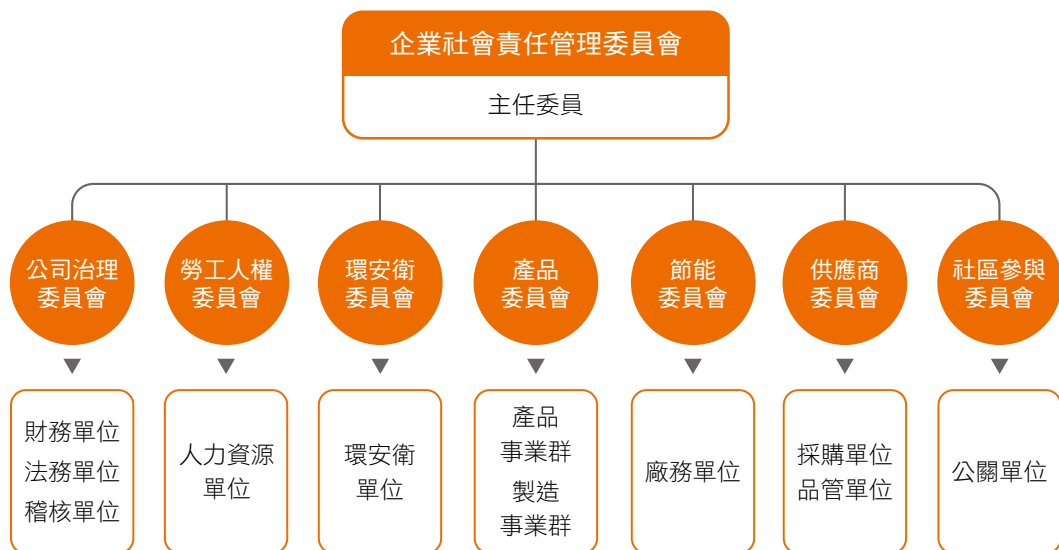 企業社會責任管理委員會
主任委員
公司治理
委員會
勞工人權
委員會
環安衛
委員會
產品
委員會
節能
委員會
供應商
委員會
社區參與
委員會
財務單位
法務單位
稽核單位
人力資源
單位
環安衛
單位
產品
事業群
製造
事業群
廠務單位
採購單位
品管單位
公關單位